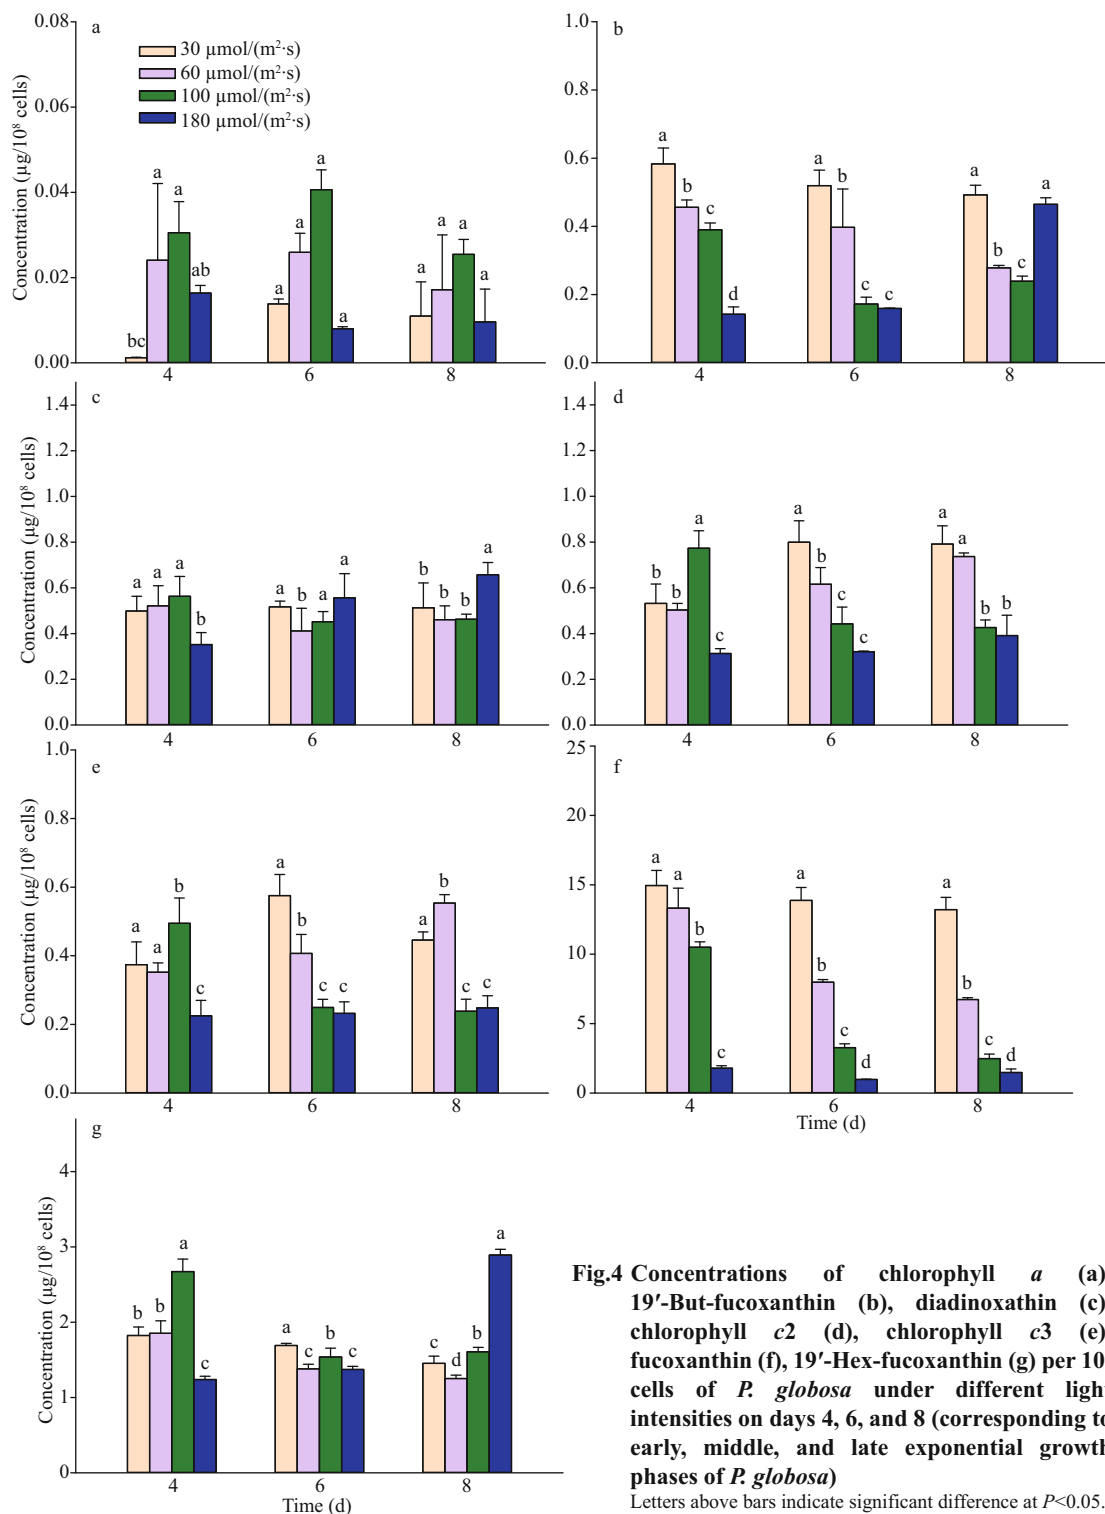 a
0.08
0.06
0.04
0.02
0.00
Concentration (µg/10⁸ cells)
30 µmol/(m²·s)
60 µmol/(m²·s)
100 µmol/(m²·s)
180 µmol/(m²·s)
bc a a ab
a a a a
a a a a
4 6 8
b
1.0
0.8
0.6
0.4
0.2
0.0
a b c d
a b c c
a b c a
4 6 8
c
1.4
1.2
1.0
0.8
0.6
0.4
0.2
0.0
Concentration (µg/10⁸ cells)
a a a b
a b a a
b b b a
4 6 8
d
1.4
1.2
1.0
0.8
0.6
0.4
0.2
0.0
b b a c
a b c c
a a b b
4 6 8
e
1.0
0.8
0.6
0.4
0.2
0.0
Concentration (µg/10⁸ cells)
a a b c
a b c c
a b c c
4 6 8
f
25
20
15
10
5
0
a a b c
a b c d
a b c d
4 6 8
Time (d)
g
4
3
2
1
0
Concentration (µg/10⁸ cells)
b b a c
a c b c
c d b a
4 6 8
Time (d)
Fig.4 Concentrations of chlorophyll a (a)
19′-But-fucoxanthin (b), diadinoxathin (c)
chlorophyll c2 (d), chlorophyll c3 (e)
fucoxanthin (f), 19′-Hex-fucoxanthin (g) per 10
cells of P. globosa under different ligh
intensities on days 4, 6, and 8 (corresponding to
early, middle, and late exponential growth
phases of P. globosa)
Letters above bars indicate significant difference at P<0.05.